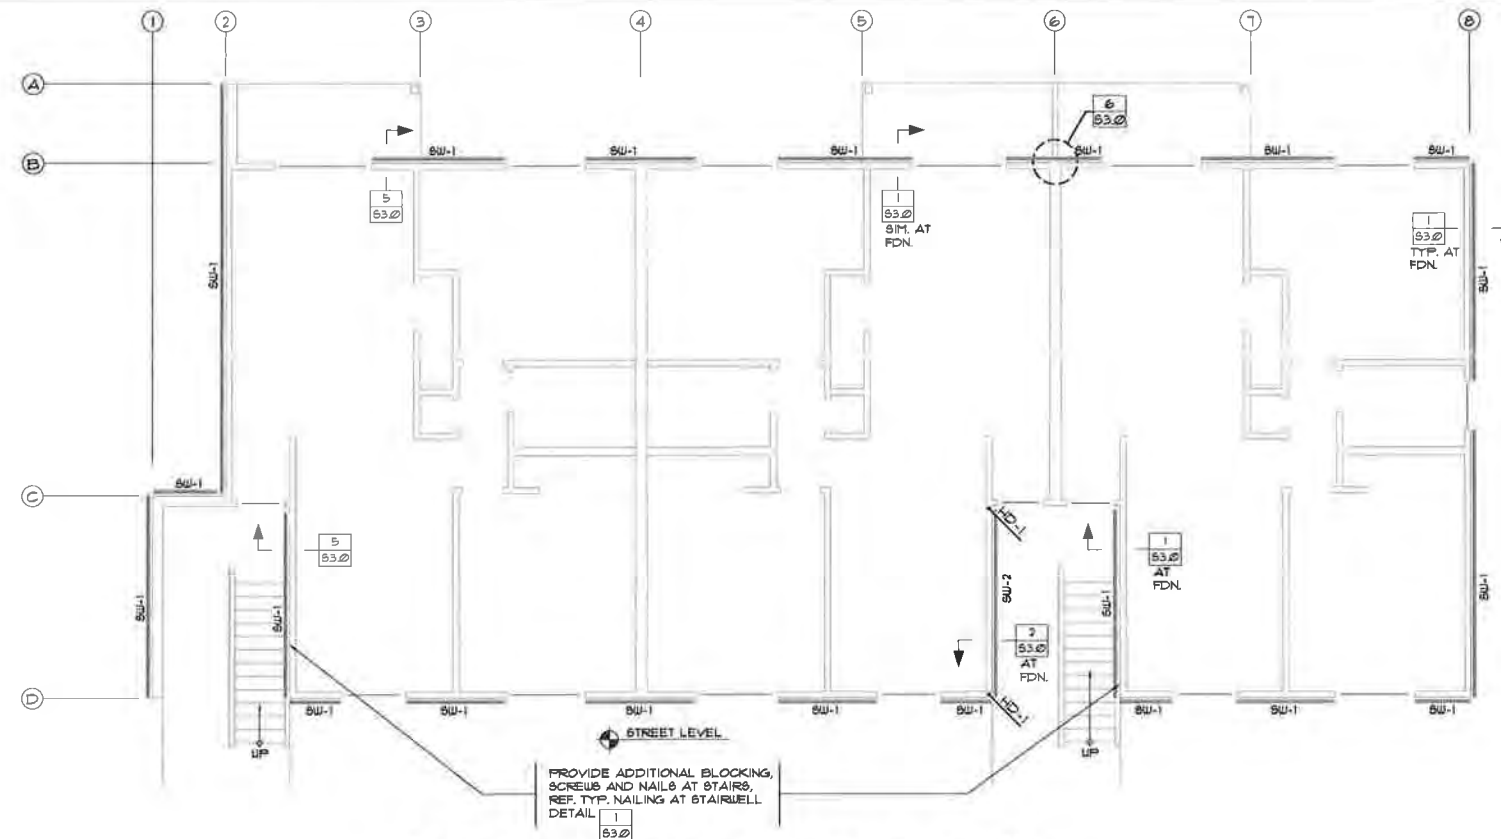 1 2 3 4 5 6 7 8
A
6
S3.0
B
SW-1 SW-1 SW-1 SW-1 SW-1 SW-1
5
S3.0
1
S3.0
SIM. AT
FDN.
1
S3.0
TYP. AT
FDN.
SW-1
SW-1
C
SW-1
HD-1
5
S3.0
1
S3.0
AT
FDN.
SW-1
SW-1
SW-2
SW-1
SW-1
2
S3.0
AT
FDN.
D
SW-1 SW-1 SW-1 SW-1 SW-1 HD-1 SW-1 SW-1 SW-1
STREET LEVEL
UP
UP
PROVIDE ADDITIONAL BLOCKING,
SCREWS AND NAILS AT STAIRS,
REF. TYP. NAILING AT STAIRWELL
DETAIL 1
S3.0